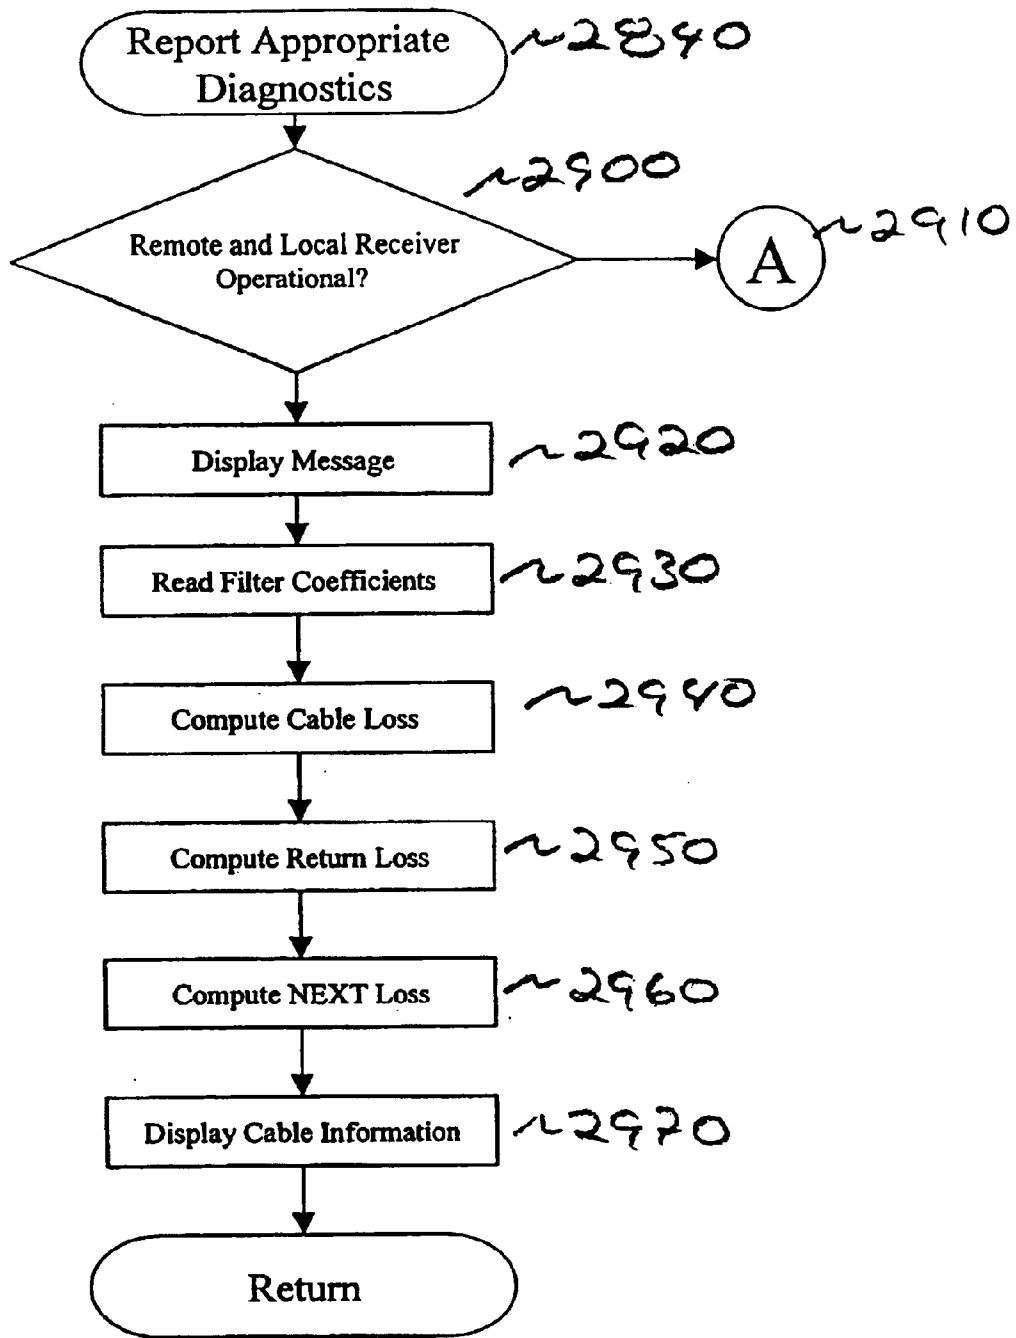 Report Appropriate
Diagnostics
~2840
~2900
Remote and Local Receiver
Operational?
A
~2910
Display Message
~2920
Read Filter Coefficients
~2930
Compute Cable Loss
~2940
Compute Return Loss
~2950
Compute NEXT Loss
~2960
Display Cable Information
~2970
Return